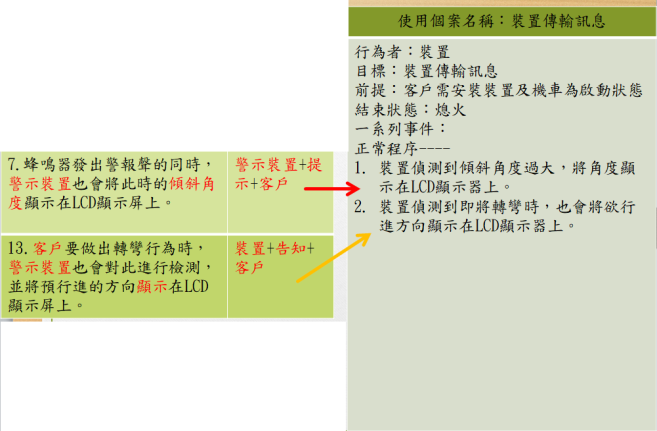 使用個案名稱：裝置傳輸訊息
行為者：裝置
目標：裝置傳輸訊息
前提：客戶需安裝裝置及機車為啟動狀態
結束狀態：熄火
一系列事件：
正常程序----
1. 裝置偵測到傾斜角度過大，將角度顯
示在LCD顯示器上。
2. 裝置偵測到即將轉彎時，也會將欲行
進方向顯示在LCD顯示器上。
7.蜂鳴器發出警報聲的同時，
警示裝置也會將此時的傾斜角
度顯示在LCD顯示屏上。
警示裝置+提
示+客戶
13.客戶要做出轉彎行為時，
警示裝置也會對此進行檢測，
並將預行進的方向顯示在LCD
顯示屏上。
裝置+告知+
客戶